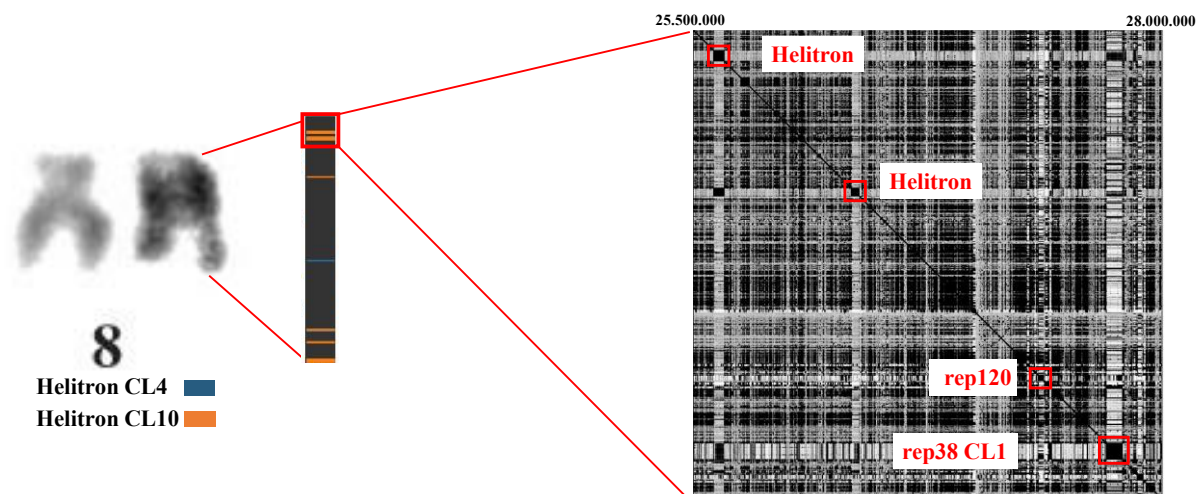 25.500.000
28.000.000
Helitron
Helitron
8
Helitron CL4
Helitron CL10
rep120
rep38 CL1